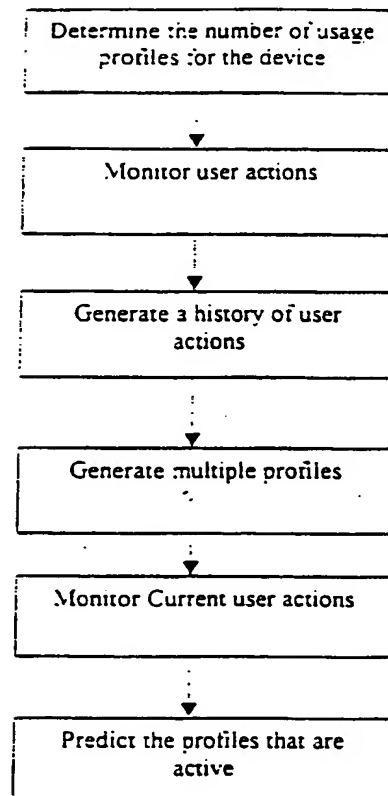 Determine the number of usage
profiles for the device
Monitor user actions
Generate a history of user
actions
Generate multiple profiles
Monitor Current user actions
Predict the profiles that are
active